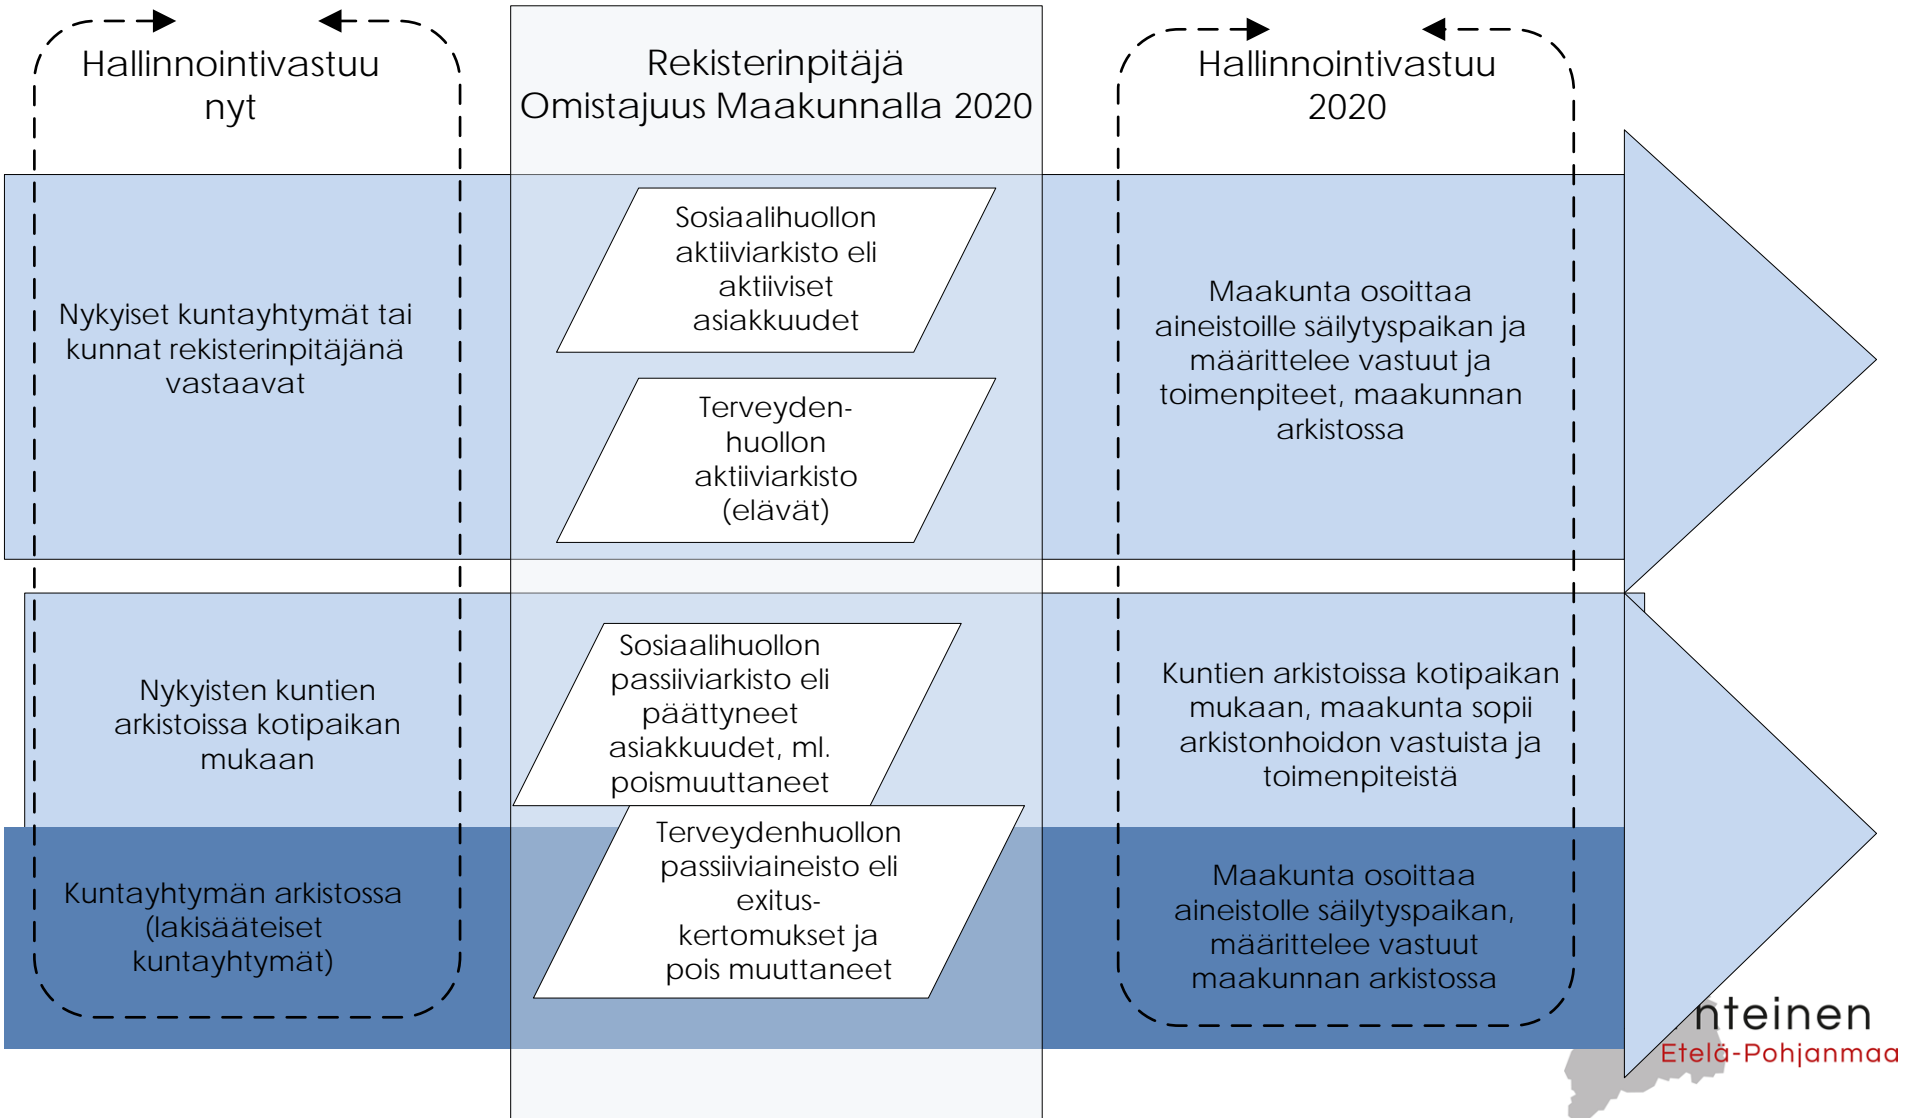 Hallinnointivastuu
nyt
Rekisterinpitäjä
Omistajuus Maakunnalla 2020
Hallinnointivastuu
2020
Nykyiset kuntayhtymät tai
kunnat rekisterinpitäjänä
vastaavat
Sosiaalihuollon
aktiiviarkisto eli
aktiiviset
asiakkuudet
Terveyden-
huollon
aktiiviarkisto
(elävät)
Maakunta osoittaa
aineistoille säilytyspaikan ja
määrittelee vastuut ja
toimenpiteet, maakunnan
arkistossa
Nykyisten kuntien
arkistoissa kotipaikan
mukaan
Sosiaalihuollon
passiiviarkisto eli
päättyneet
asiakkuudet, ml.
poismuuttaneet
Kuntien arkistoissa kotipaikan
mukaan, maakunta sopii
arkistonhoidon vastuista ja
toimenpiteistä
Kuntayhtymän arkistossa
(lakisääteiset
kuntayhtymät)
Terveydenhuollon
passiiviaineisto eli
exitus-
kertomukset ja
pois muuttaneet
Maakunta osoittaa
aineistolle säilytyspaikan,
määrittelee vastuut
maakunnan arkistossa
nteinen
Etelä-Pohjanmaa